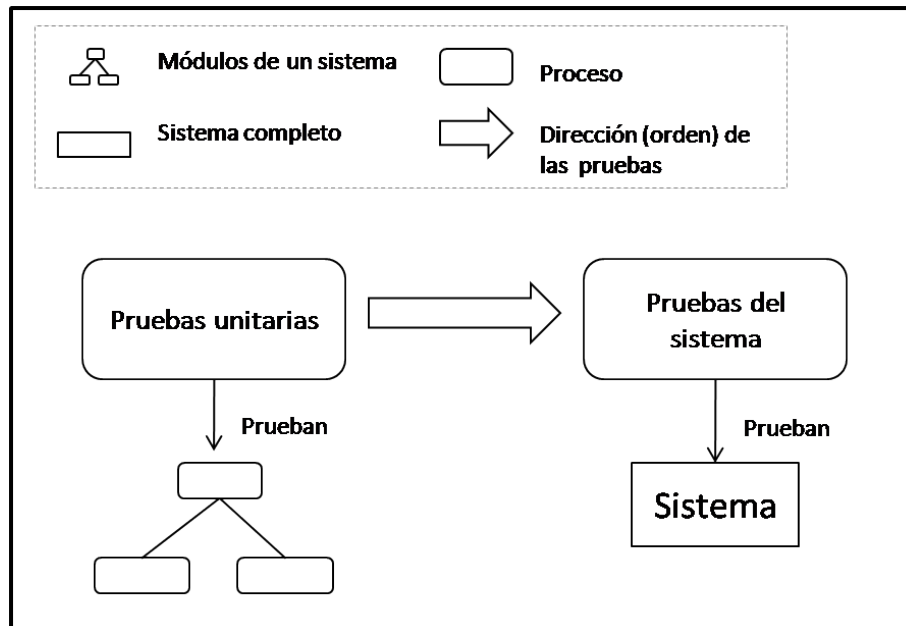 Módulos de un sistema
Proceso
Sistema completo
Dirección (orden) de
las pruebas
Pruebas unitarias
Pruebas del
sistema
Prueban
Prueban
Sistema